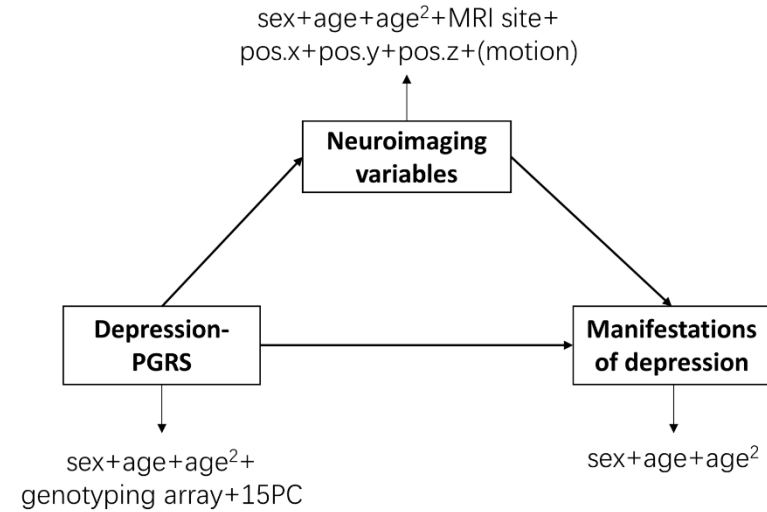 sex+age+age²+MRI site+
pos.x+pos.y+pos.z+(motion)
Neuroimaging
variables
Depression-
PGRS
Manifestations
of depression
sex+age+age²+
genotyping array+15PC
sex+age+age²